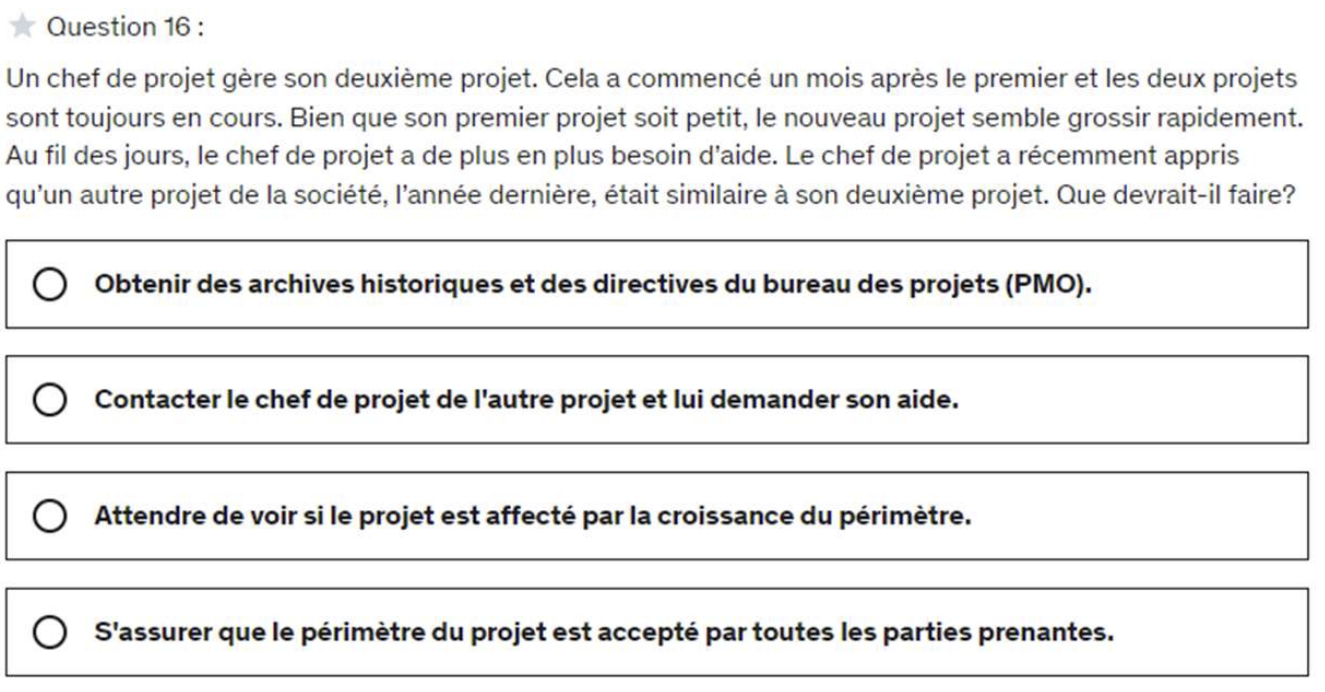 Question 16 :
Un chef de projet gère son deuxième projet. Cela a commencé un mois après le premier et les deux projets
sont toujours en cours. Bien que son premier projet soit petit, le nouveau projet semble grossir rapidement.
Au fil des jours, le chef de projet a de plus en plus besoin d’aide. Le chef de projet a récemment appris
qu’un autre projet de la société, l’année dernière, était similaire à son deuxième projet. Que devrait-il faire?
Obtenir des archives historiques et des directives du bureau des projets (PMO).
Contacter le chef de projet de l'autre projet et lui demander son aide.
Attendre de voir si le projet est affecté par la croissance du périmètre.
S'assurer que le périmètre du projet est accepté par toutes les parties prenantes.